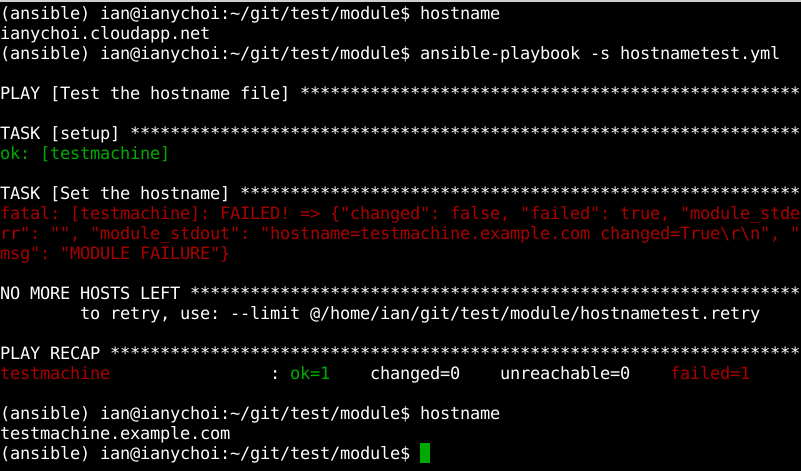 (ansible) ian@ianychoi:~/git/test/module$ hostname
ianychoi.cloudapp.net
(ansible) ian@ianychoi:~/git/test/module$ ansible-playbook -s hostnametest.yml
PLAY [Test the hostname file] **************************************************
TASK [setup] *******************************************************************
ok: [testmachine]
TASK [Set the hostname] ********************************************************
fatal: [testmachine]: FAILED! => {"changed": false, "failed": true, "module_stde
rr": "", "module_stdout": "hostname=testmachine.example.com changed=True\r\n", "
msg": "MODULE FAILURE"}
NO MORE HOSTS LEFT *************************************************************
to retry, use: --limit @/home/ian/git/test/module/hostnametest.retry
PLAY RECAP *********************************************************************
testmachine : ok=1 changed=0 unreachable=0 failed=1
(ansible) ian@ianychoi:~/git/test/module$ hostname
testmachine.example.com
(ansible) ian@ianychoi:~/git/test/module$